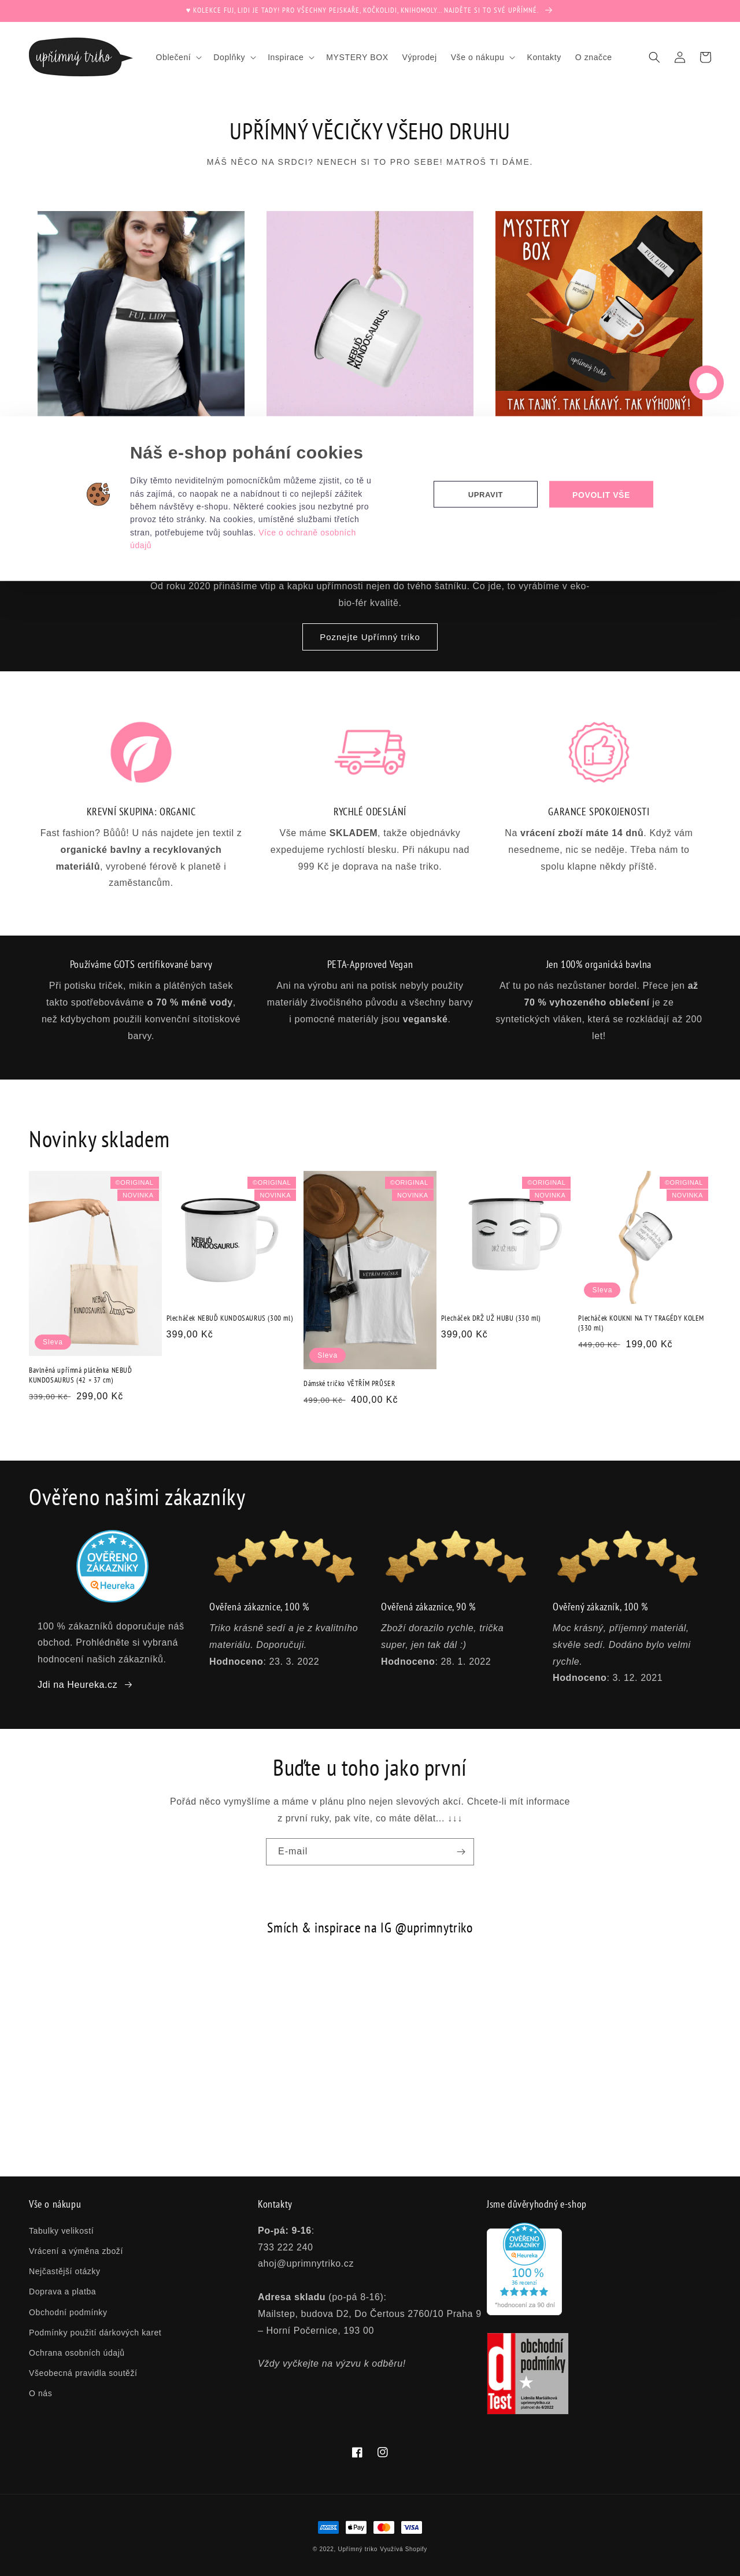 ♥ KOLEKCE FUJ, LIDI JE TADY! PRO VŠECHNY PEJSKAŘE, KOČKOLIDI, KNIHOMOLY... NAJDĚTE SI TO SVÉ UPŘÍMNÉ. →
upřímný triko
Oblečení
Doplňky
Inspirace
MYSTERY BOX
Výprodej
Vše o nákupu
Kontakty
O značce
UPŘÍMNÝ VĚCIČKY VŠEHO DRUHU
MÁŠ NĚCO NA SRDCI? NENECH SI TO PRO SEBE! MATROŠ TI DÁME.
FUJ, LIDI
NEBUĎ
KUNDOSAURUS.
MYSTERY
BOX
FUJ, LIDI
upřímný triko
TAK TAJNÝ. TAK LÁKAVÝ. TAK VÝHODNÝ!
Náš e-shop pohání cookies
Díky těmto neviditelným pomocníčkům můžeme zjistit, co tě u
nás zajímá, co naopak ne a nabídnout ti co nejlepší zážitek
během návštěvy e-shopu. Některé cookies jsou nezbytné pro
provoz této stránky. Na cookies, umístěné službami třetích
stran, potřebujeme tvůj souhlas. Více o ochraně osobních
údajů
UPRAVIT
POVOLIT VŠE
Od roku 2020 přinášíme vtip a kapku upřímnosti nejen do tvého šatníku. Co jde, to vyrábíme v eko-
bio-fér kvalitě.
Poznejte Upřímný triko
KREVNÍ SKUPINA: ORGANIC
Fast fashion? Bůůů! U nás najdete jen textil z
organické bavlny a recyklovaných
materiálů, vyrobené férově k planetě i
zaměstancům.
RYCHLÉ ODESLÁNÍ
Vše máme SKLADEM, takže objednávky
expedujeme rychlostí blesku. Při nákupu nad
999 Kč je doprava na naše triko.
GARANCE SPOKOJENOSTI
Na vrácení zboží máte 14 dnů. Když vám
nesedneme, nic se neděje. Třeba nám to
spolu klapne někdy příště.
Používáme GOTS certifikované barvy
Při potisku triček, mikin a plátěných tašek
takto spotřebováváme o 70 % méně vody,
než kdybychom použili konvenční sítotiskové
barvy.
PETA-Approved Vegan
Ani na výrobu ani na potisk nebyly použity
materiály živočišného původu a všechny barvy
i pomocné materiály jsou veganské.
Jen 100% organická bavlna
Ať tu po nás nezůstaner bordel. Přece jen až
70 % vyhozeného oblečení je ze
syntetických vláken, která se rozkládají až 200
let!
Novinky skladem
©ORIGINAL
NOVINKA
NEBUĎ
KUNDOSAURUS
Sleva
Bavlněná upřímná plátěnka NEBUĎ
KUNDOSAURUS (42 × 37 cm)
339,00 Kč 299,00 Kč
©ORIGINAL
NOVINKA
NEBUĎ
KUNDOSAURUS.
Plecháček NEBUĎ KUNDOSAURUS (300 ml)
399,00 Kč
©ORIGINAL
NOVINKA
VĚTŘÍM PRŮSER
Sleva
Dámské tričko VĚTŘÍM PRŮSER
499,00 Kč 400,00 Kč
©ORIGINAL
NOVINKA
DRŽ UŽ HUBU
Plecháček DRŽ UŽ HUBU (330 ml)
399,00 Kč
©ORIGINAL
NOVINKA
Sleva
Plecháček KOUKNI NA TY TRAGÉDY KOLEM
(330 ml)
449,00 Kč 199,00 Kč
Ověřeno našimi zákazníky
OVĚŘENO
ZÁKAZNÍKY
Heureka
100 % zákazníků doporučuje náš
obchod. Prohlédněte si vybraná
hodnocení našich zákazníků.
Jdi na Heureka.cz →
Ověřená zákaznice, 100 %
Triko krásně sedí a je z kvalitního
materiálu. Doporučuji.
Hodnoceno: 23. 3. 2022
Ověřená zákaznice, 90 %
Zboží dorazilo rychle, trička
super, jen tak dál :)
Hodnoceno: 28. 1. 2022
Ověřený zákazník, 100 %
Moc krásný, příjemný materiál,
skvěle sedí. Dodáno bylo velmi
rychle.
Hodnoceno: 3. 12. 2021
Buďte u toho jako první
Pořád něco vymyšlíme a máme v plánu plno nejen slevových akcí. Chcete-li mít informace
z první ruky, pak víte, co máte dělat... ↓↓↓
E-mail
Smích & inspirace na IG @uprimnytriko
Vše o nákupu
Tabulky velikostí
Vrácení a výměna zboží
Nejčastější otázky
Doprava a platba
Obchodní podmínky
Podmínky použití dárkových karet
Ochrana osobních údajů
Všeobecná pravidla soutěží
O nás
Kontakty
Po-pá: 9-16:
733 222 240
ahoj@uprimnytriko.cz
Adresa skladu (po-pá 8-16):
Mailstep, budova D2, Do Čertous 2760/10 Praha 9
– Horní Počernice, 193 00
Vždy vyčkejte na výzvu k odběru!
Jsme důvěryhodný e-shop
OVĚŘENO
ZÁKAZNÍKY
Heureka
100 %
36 recenzí
*hodnocení za 90 dní
dTest
obchodní
podmínky
uprimnytriko.cz
© 2022, Upřímný triko Využívá Shopify